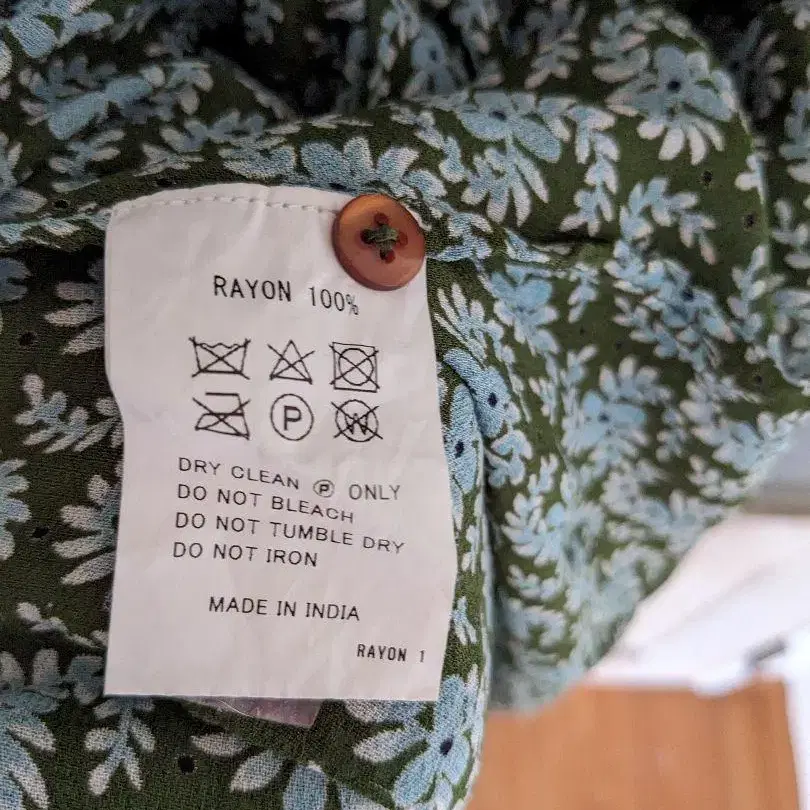 RAYON 100%
P W
DRY CLEAN Ⓟ ONLY
DO NOT BLEACH
DO NOT TUMBLE DRY
DO NOT IRON
MADE IN INDIA
RAYON 1